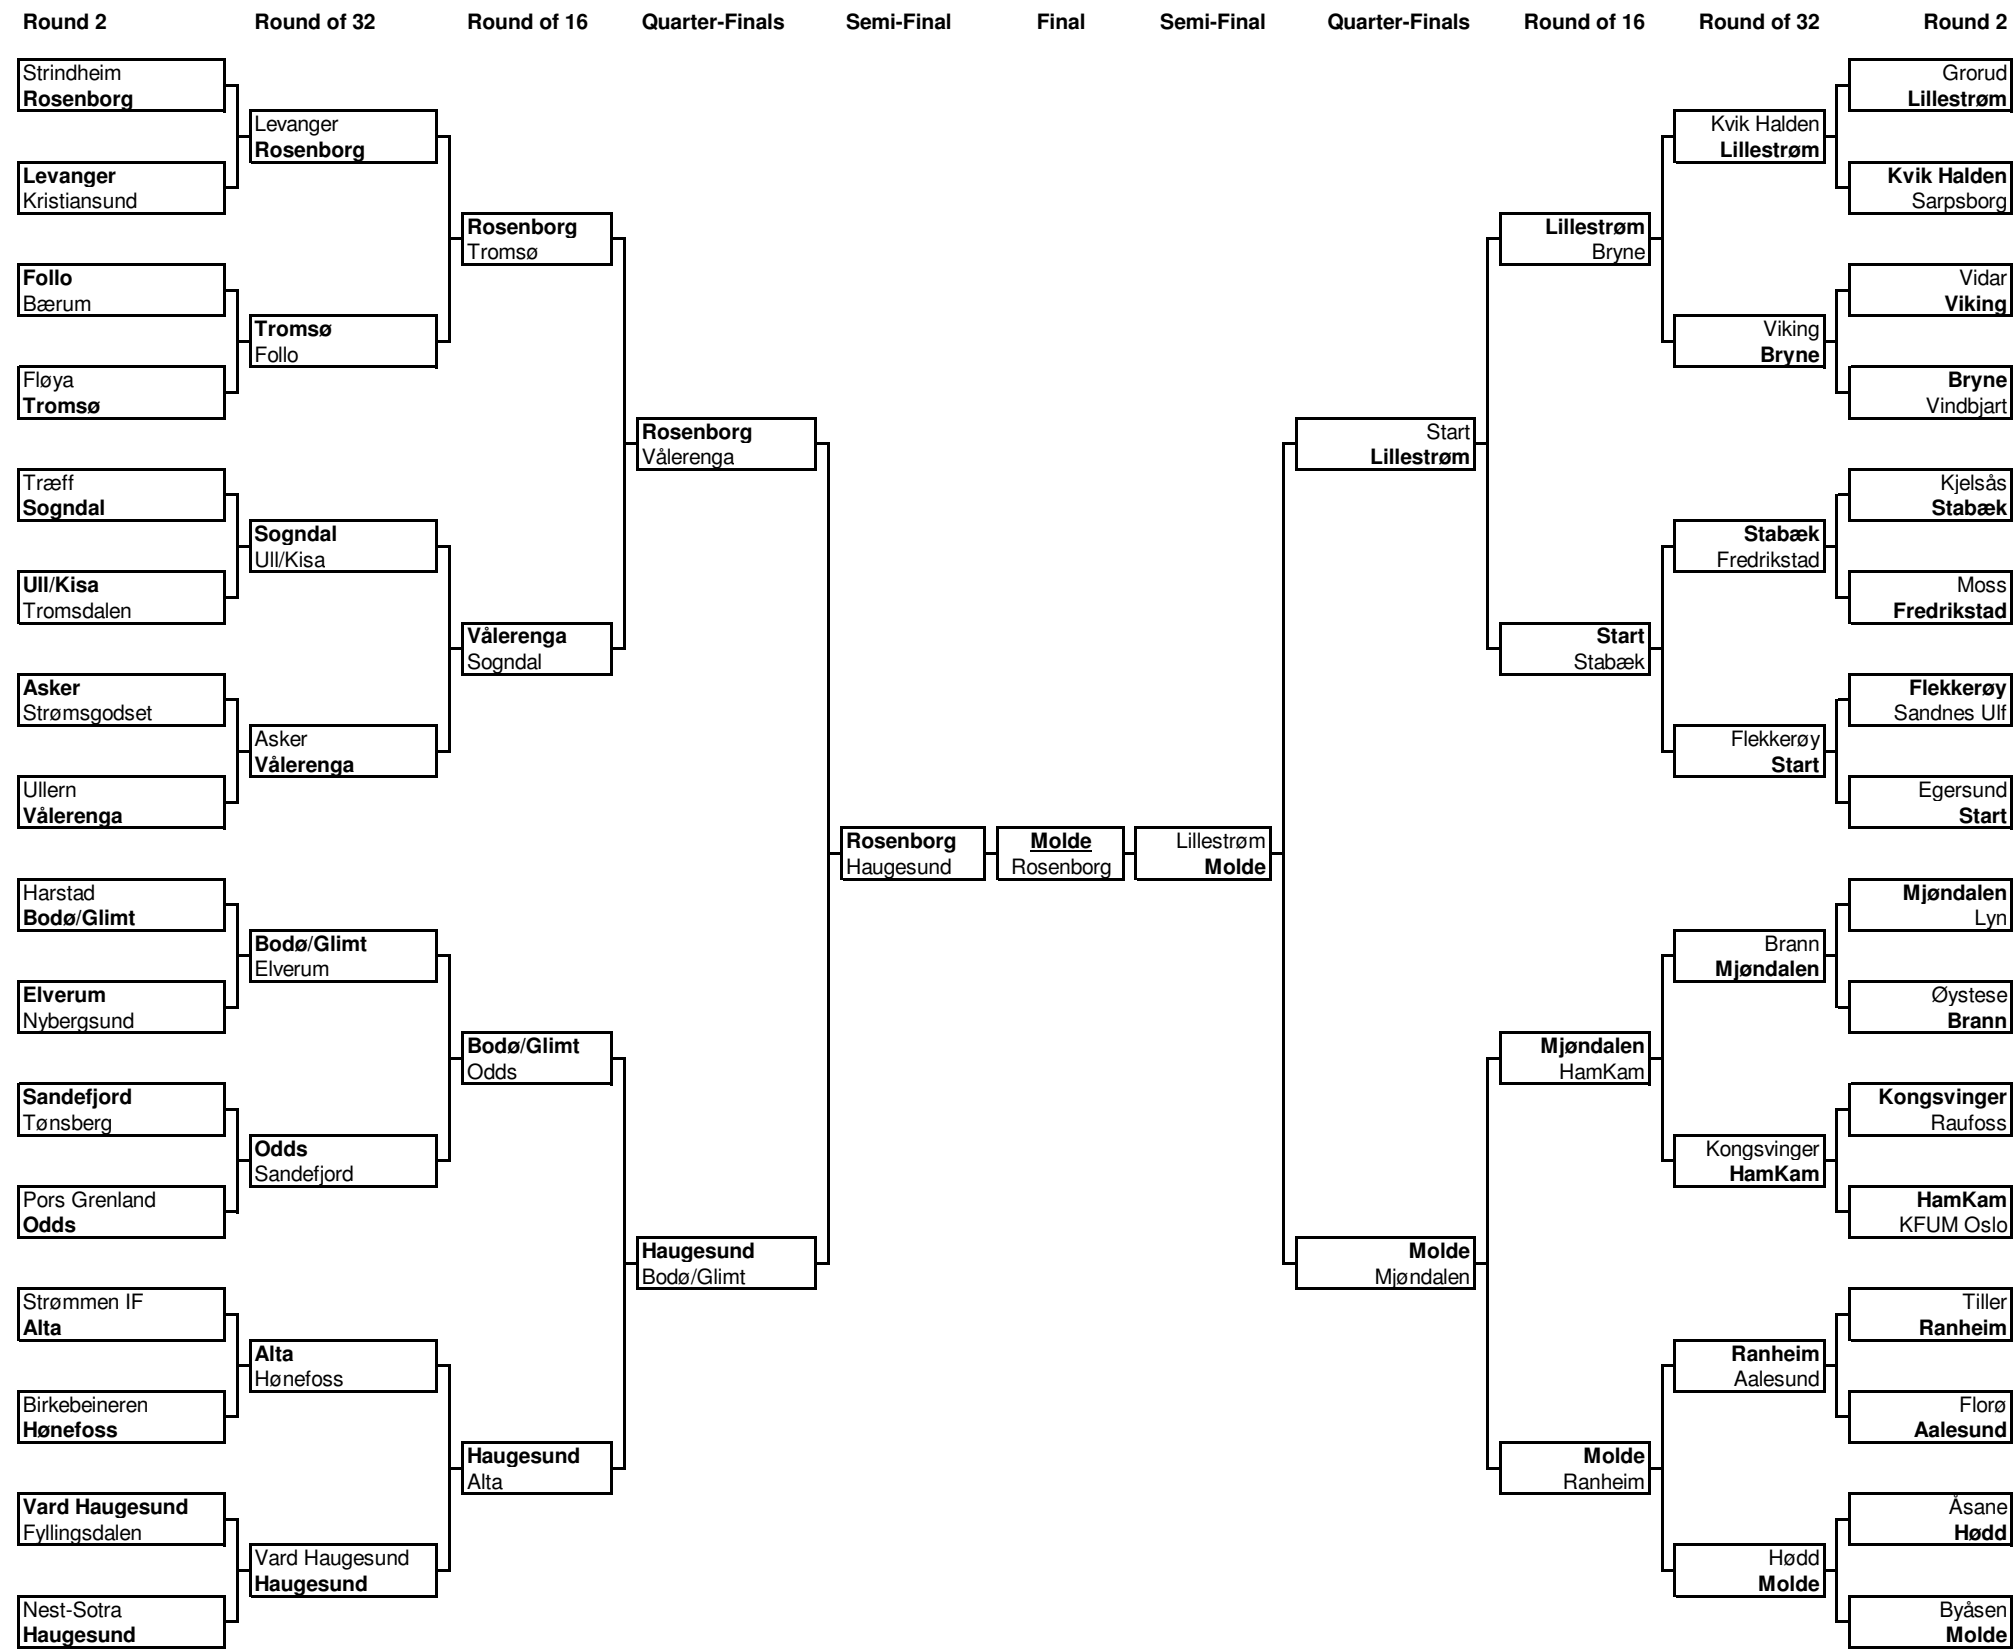 Round 2
Round of 32
Round of 16
Quarter-Finals
Semi-Final
Final
Semi-Final
Quarter-Finals
Round of 16
Round of 32
Round 2
Strindheim
Rosenborg
Levanger
Kristiansund
Follo
Bærum
Fløya
Tromsø
Træff
Sogndal
Ull/Kisa
Tromsdalen
Asker
Strømsgodset
Ullern
Vålerenga
Harstad
Bodø/Glimt
Elverum
Nybergsund
Sandefjord
Tønsberg
Pors Grenland
Odds
Strømmen IF
Alta
Birkebeineren
Hønefoss
Vard Haugesund
Fyllingsdalen
Nest-Sotra
Haugesund
Levanger
Rosenborg
Tromsø
Follo
Sogndal
Ull/Kisa
Asker
Vålerenga
Bodø/Glimt
Elverum
Odds
Sandefjord
Alta
Hønefoss
Vard Haugesund
Haugesund
Rosenborg
Tromsø
Vålerenga
Sogndal
Bodø/Glimt
Odds
Haugesund
Alta
Rosenborg
Vålerenga
Haugesund
Bodø/Glimt
Rosenborg
Haugesund
Molde
Rosenborg
Lillestrøm
Molde
Start
Lillestrøm
Molde
Mjøndalen
Lillestrøm
Bryne
Start
Stabæk
Mjøndalen
HamKam
Molde
Ranheim
Kvik Halden
Lillestrøm
Viking
Bryne
Stabæk
Fredrikstad
Flekkerøy
Start
Brann
Mjøndalen
Kongsvinger
HamKam
Ranheim
Aalesund
Hødd
Molde
Grorud
Lillestrøm
Kvik Halden
Sarpsborg
Vidar
Viking
Bryne
Vindbjart
Kjelsås
Stabæk
Moss
Fredrikstad
Flekkerøy
Sandnes Ulf
Egersund
Start
Mjøndalen
Lyn
Øystese
Brann
Kongsvinger
Raufoss
HamKam
KFUM Oslo
Tiller
Ranheim
Florø
Aalesund
Åsane
Hødd
Byåsen
Molde